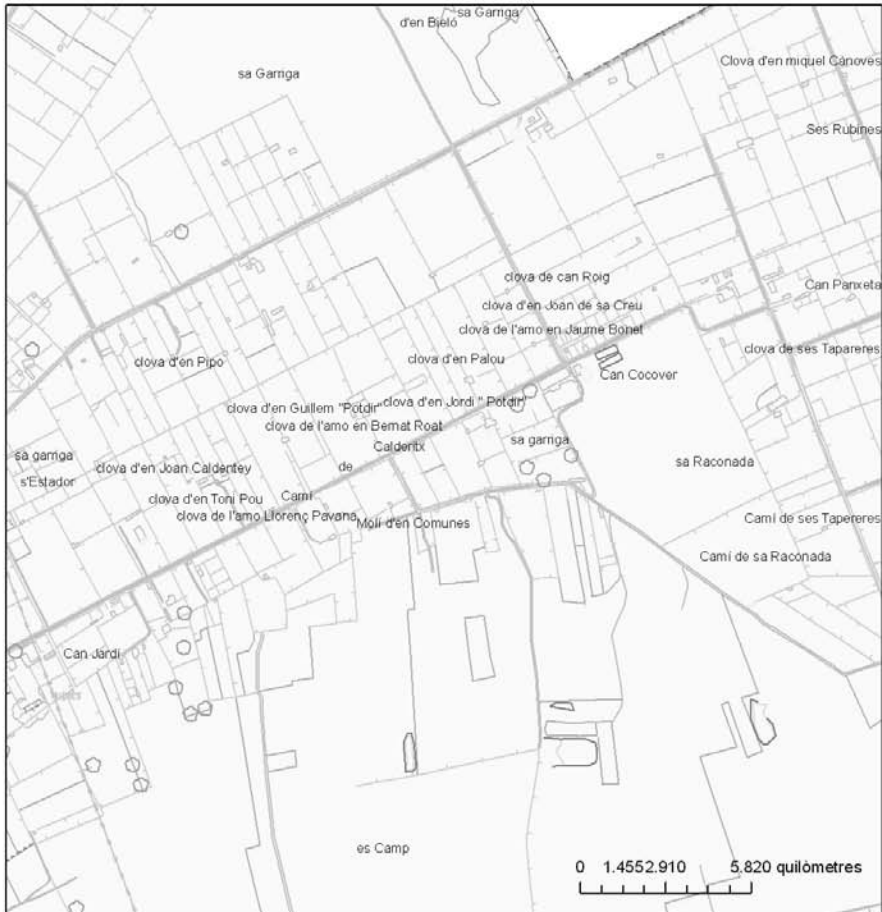 sa Garriga
d'en Bieló
Clova d'en miquel Cànoves
sa Garriga
Ses Rubines
clova de can Roig
Can Panxeta
clova d'en Joan de sa Creu
clova de l'amo en Jaume Bonet
clova de ses Tapareres
clova d'en Palou
clova d'en Pipo
Can Cocover
clova d'en Guillem "Potdir"
clova d'en Jordi " Potdir"
clova de l'amo en Bernat Roat
sa garriga
Calderitx
sa garriga
sa Raconada
clova d'en Joan Caldentey
de
s'Estador
clova d'en Toni Pou
Camí
clova de l'amo Llorenç Pavana
Molí d'en Comunes
Camí de ses Tapereres
Camí de sa Raconada
Can Jardí
es Camp
0 1.4552.910 5.820 quilòmetres